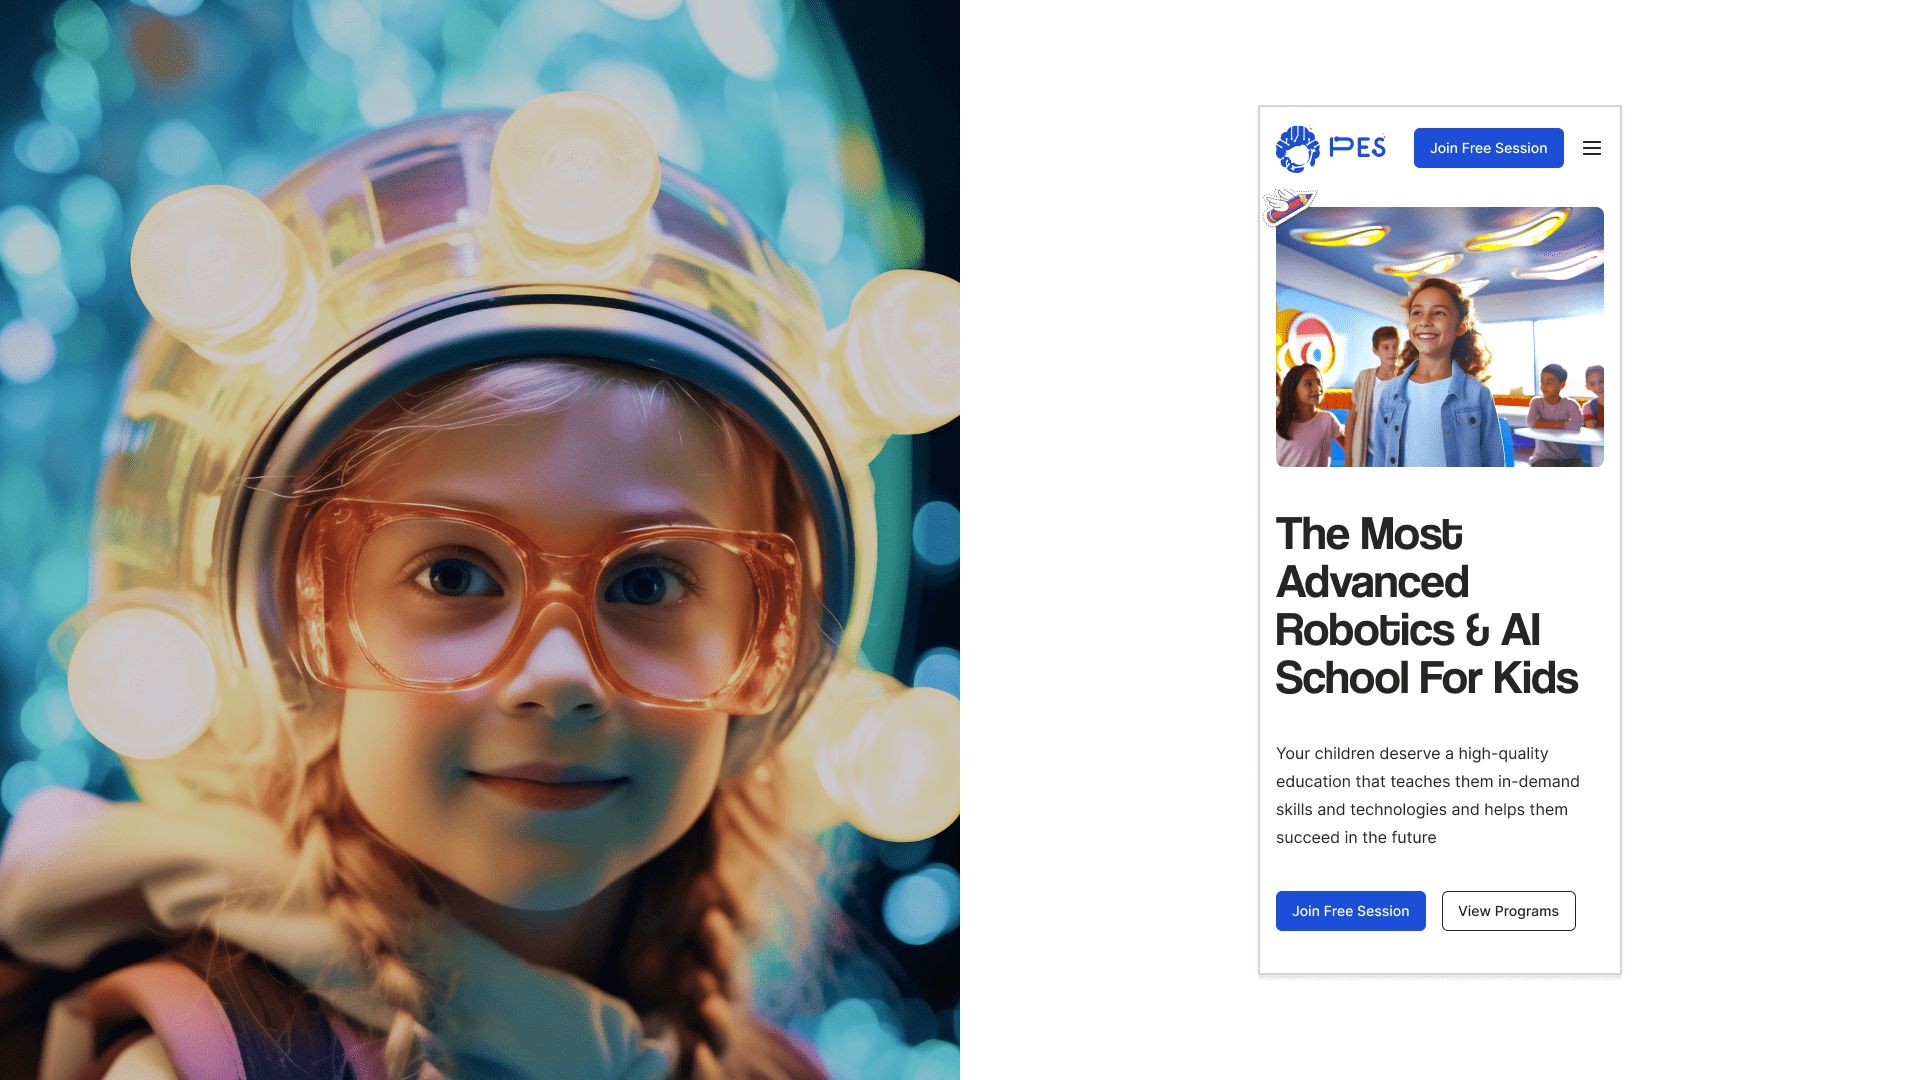 PES
Join Free Session
The Most
Advanced
Robotics & AI
School For Kids
Your children deserve a high-quality
education that teaches them in-demand
skills and technologies and helps them
succeed in the future
Join Free Session
View Programs